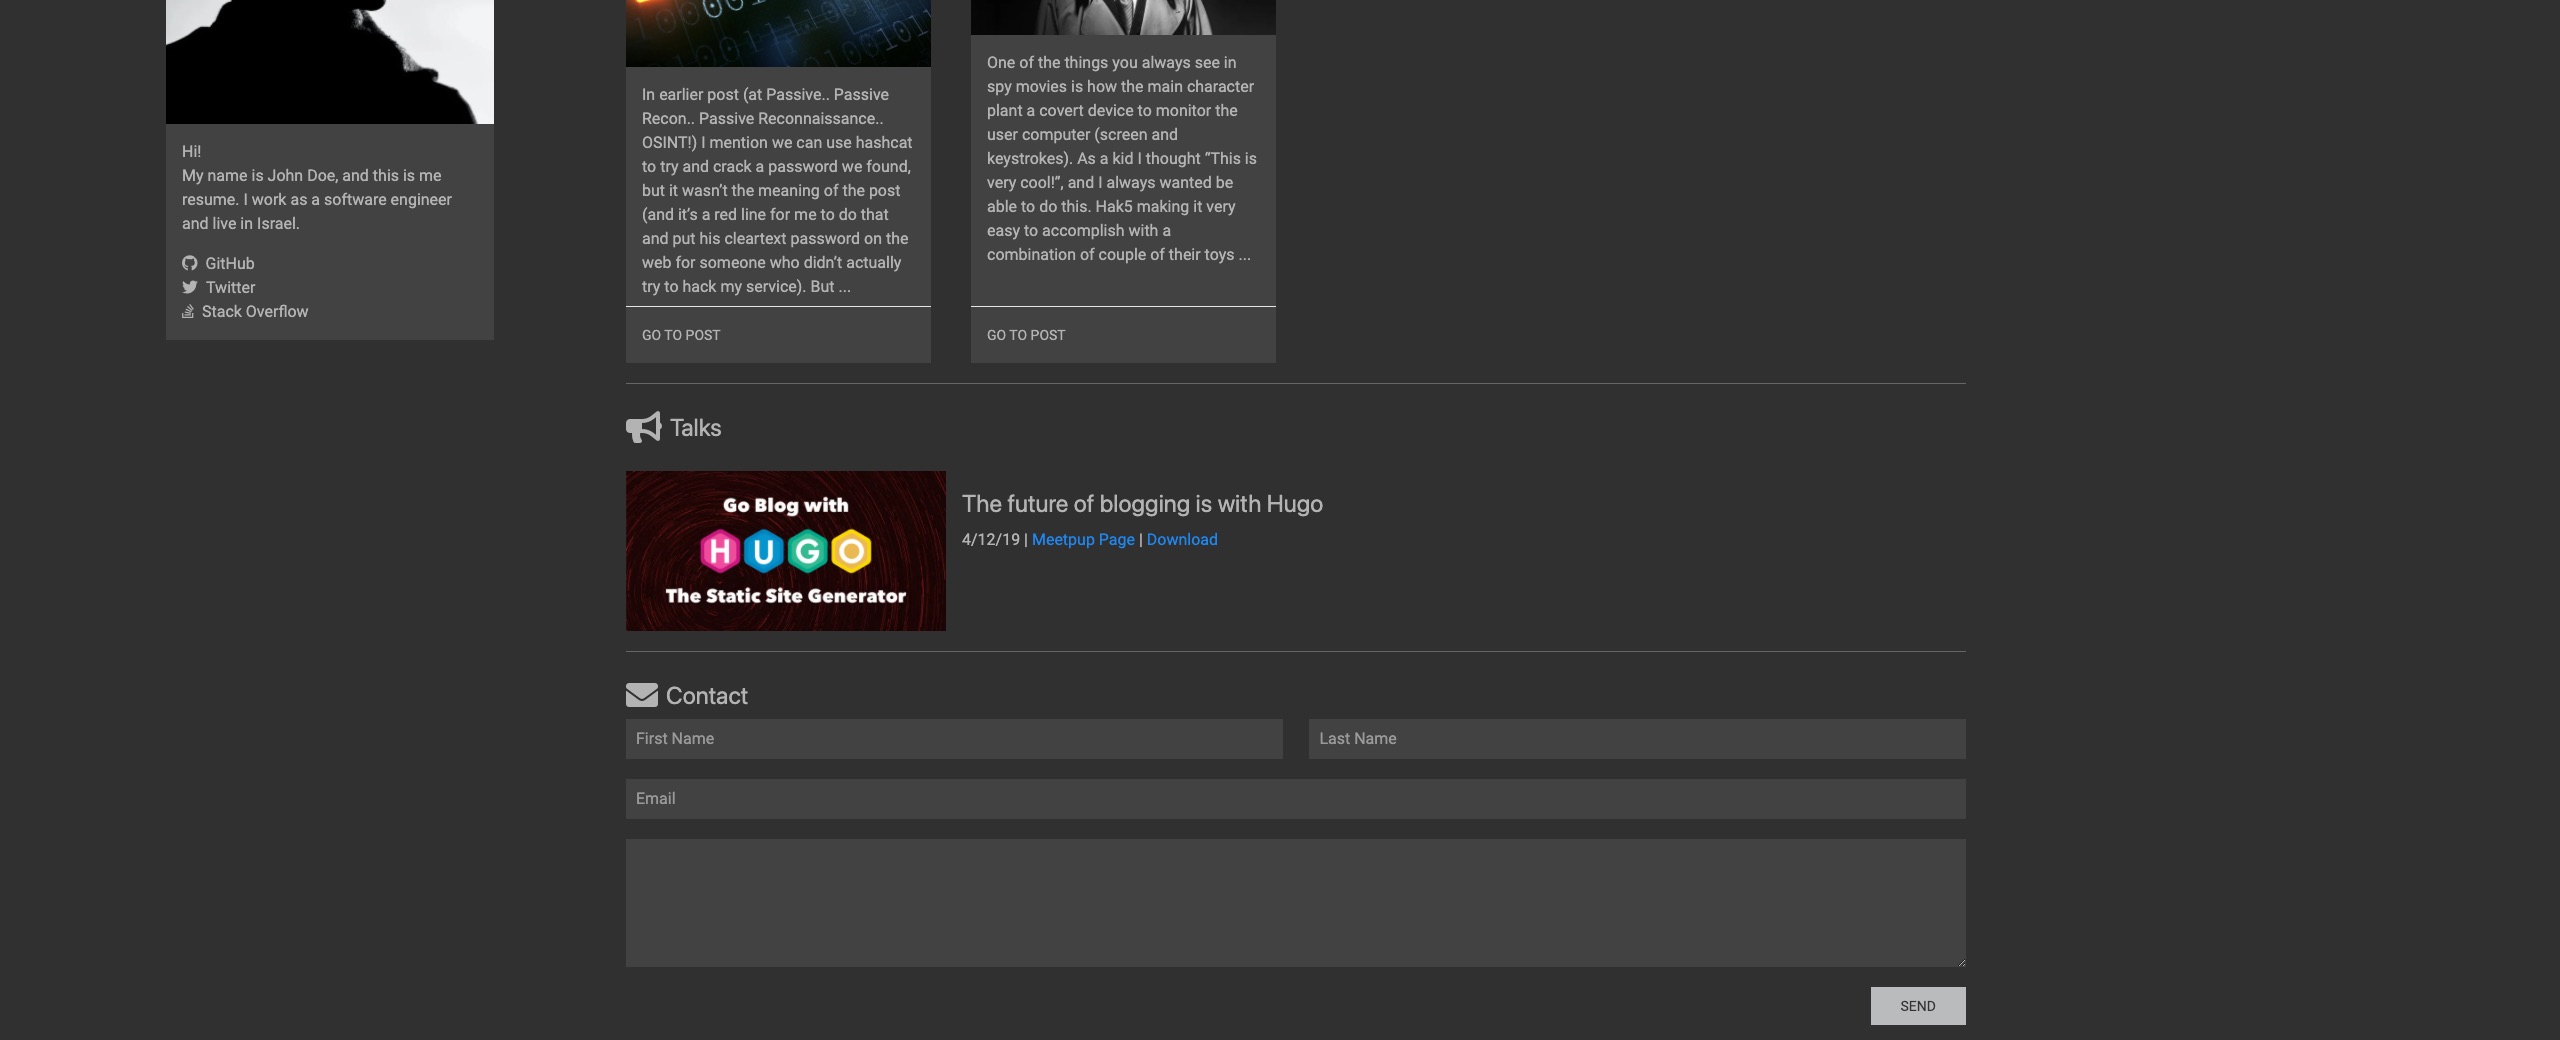 Hi!
My name is John Doe, and this is me
resume. I work as a software engineer
and live in Israel.
GitHub
Twitter
Stack Overflow
In earlier post (at Passive.. Passive
Recon.. Passive Reconnaissance..
OSINT!) I mention we can use hashcat
to try and crack a password we found,
but it wasn’t the meaning of the post
(and it’s a red line for me to do that
and put his cleartext password on the
web for someone who didn’t actually
try to hack my service). But ...
GO TO POST
One of the things you always see in
spy movies is how the main character
plant a covert device to monitor the
user computer (screen and
keystrokes). As a kid I thought “This is
very cool!”, and I always wanted be
able to do this. Hak5 making it very
easy to accomplish with a
combination of couple of their toys ...
GO TO POST
Talks
Go Blog with
HUGO
The Static Site Generator
The future of blogging is with Hugo
4/12/19 | Meetpup Page | Download
Contact
First Name
Last Name
Email
SEND